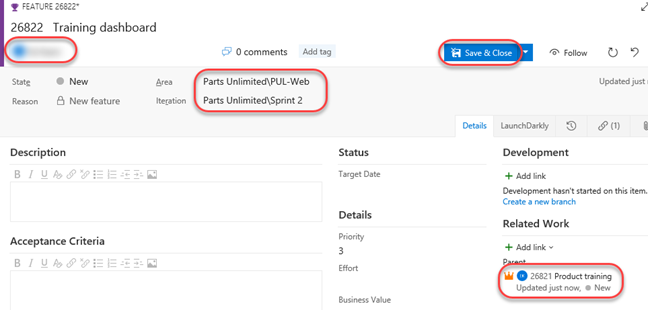 FEATURE 26822*
26822 Training dashboard
0 comments Add tag Save & Close Follow
State New Area Parts Unlimited\PUL-Web Updated just
Reason New feature Iteration Parts Unlimited\Sprint 2
Details LaunchDarkly (1)
Description Status Development
B I U Target Date + Add link
Development hasn't started on this item.
Create a new branch
Details Related Work
Acceptance Criteria Priority + Add link
3 Parent
B I U Effort 26821 Product training
Updated just now, New
Business Value